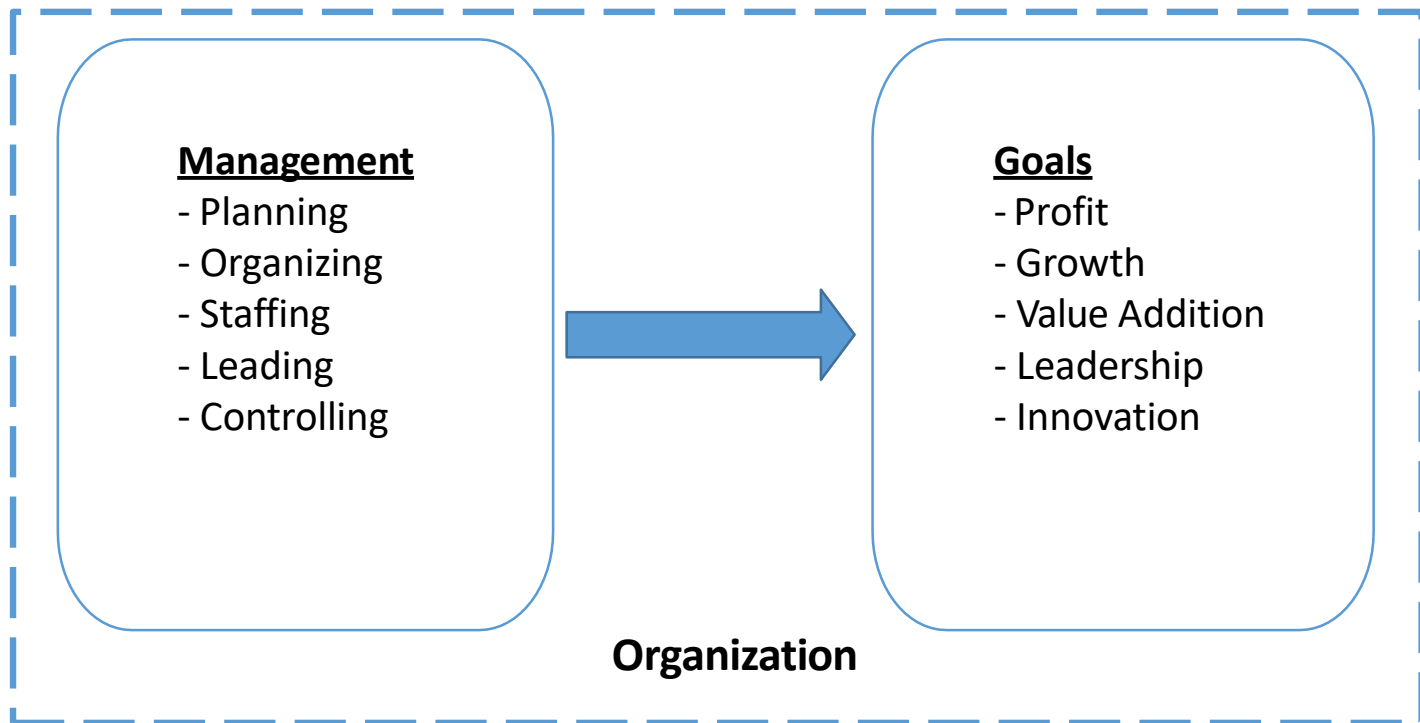 Management
- Planning
- Organizing
- Staffing
- Leading
- Controlling
Goals
- Profit
- Growth
- Value Addition
- Leadership
- Innovation
Organization